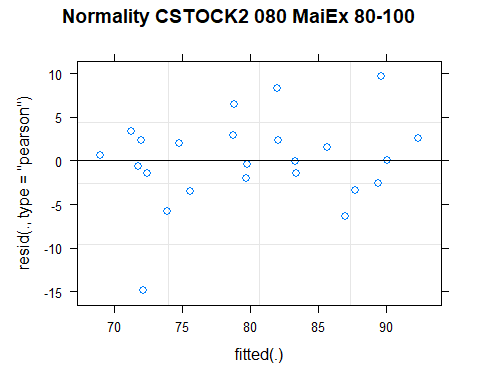 Normality CSTOCK2 080 MaiEx 80-100
resid(., type = "pearson")
10
5
0
-5
-10
-15
70 75 80 85 90
fitted(.)